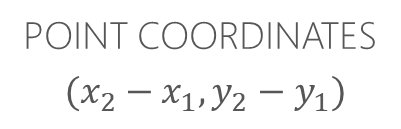 POINT COORDINATES
(x₂ − x₁, y₂ − y₁)